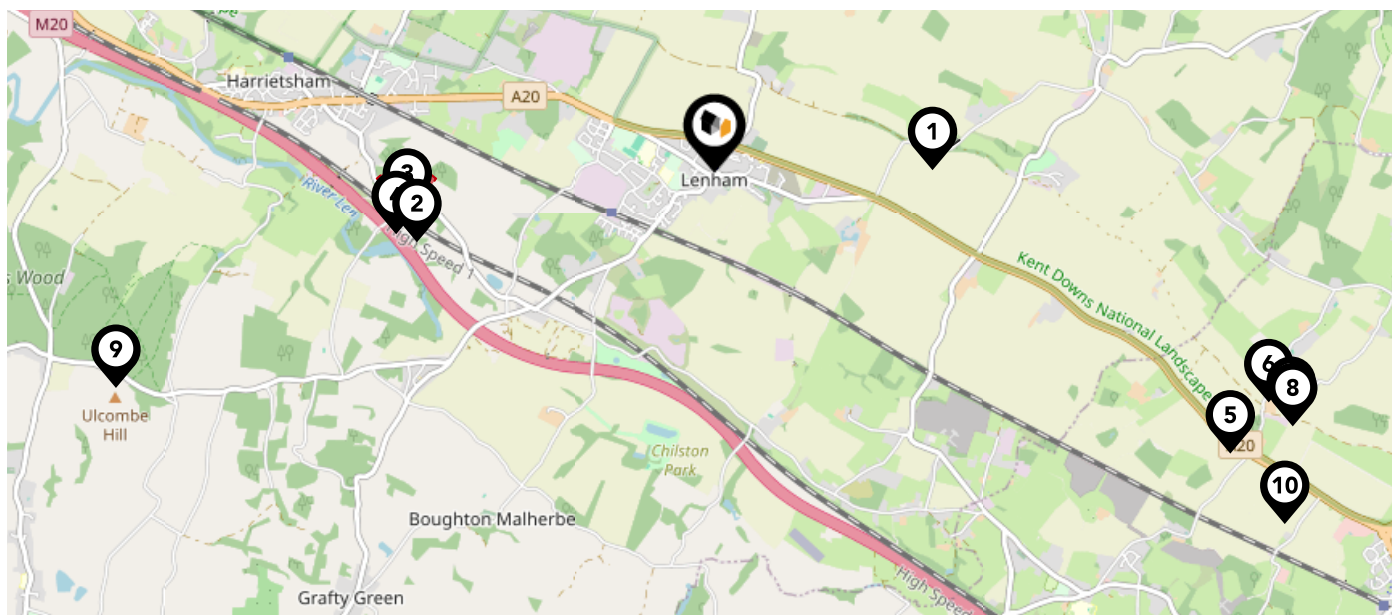 M20
Harrietsham
A20
1
3
2
Lenham
River Len
High Speed 1
s Wood
Kent Downs National Landscape
9
6
8
5
Ulcombe
Hill
A20
Chilston
Park
10
Boughton Malherbe
High Speed
Grafty Green